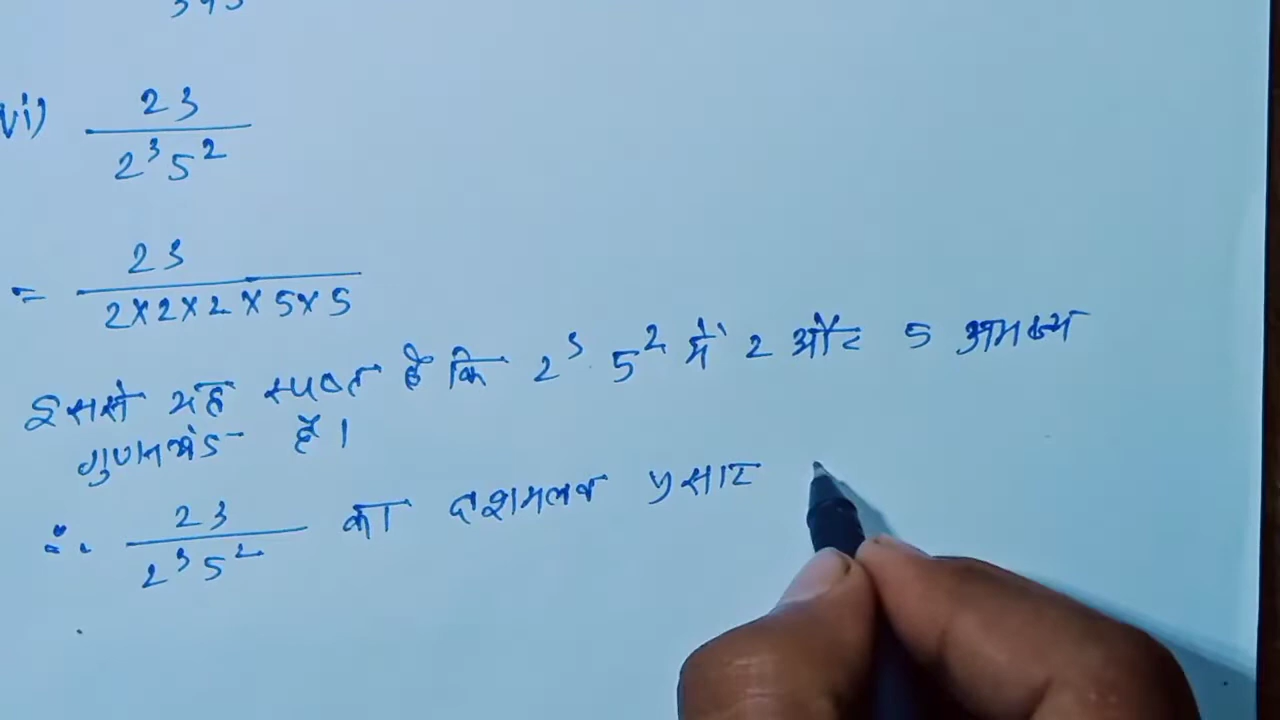 vi) 23
2³5²
= 23
2×2×2×5×5
इससे यह स्पष्ट है कि 2³ 5² में 2 और 5 अभाज्य
गुणनखंड है।
∴ 23 का दशमलव प्रसार
2³5²